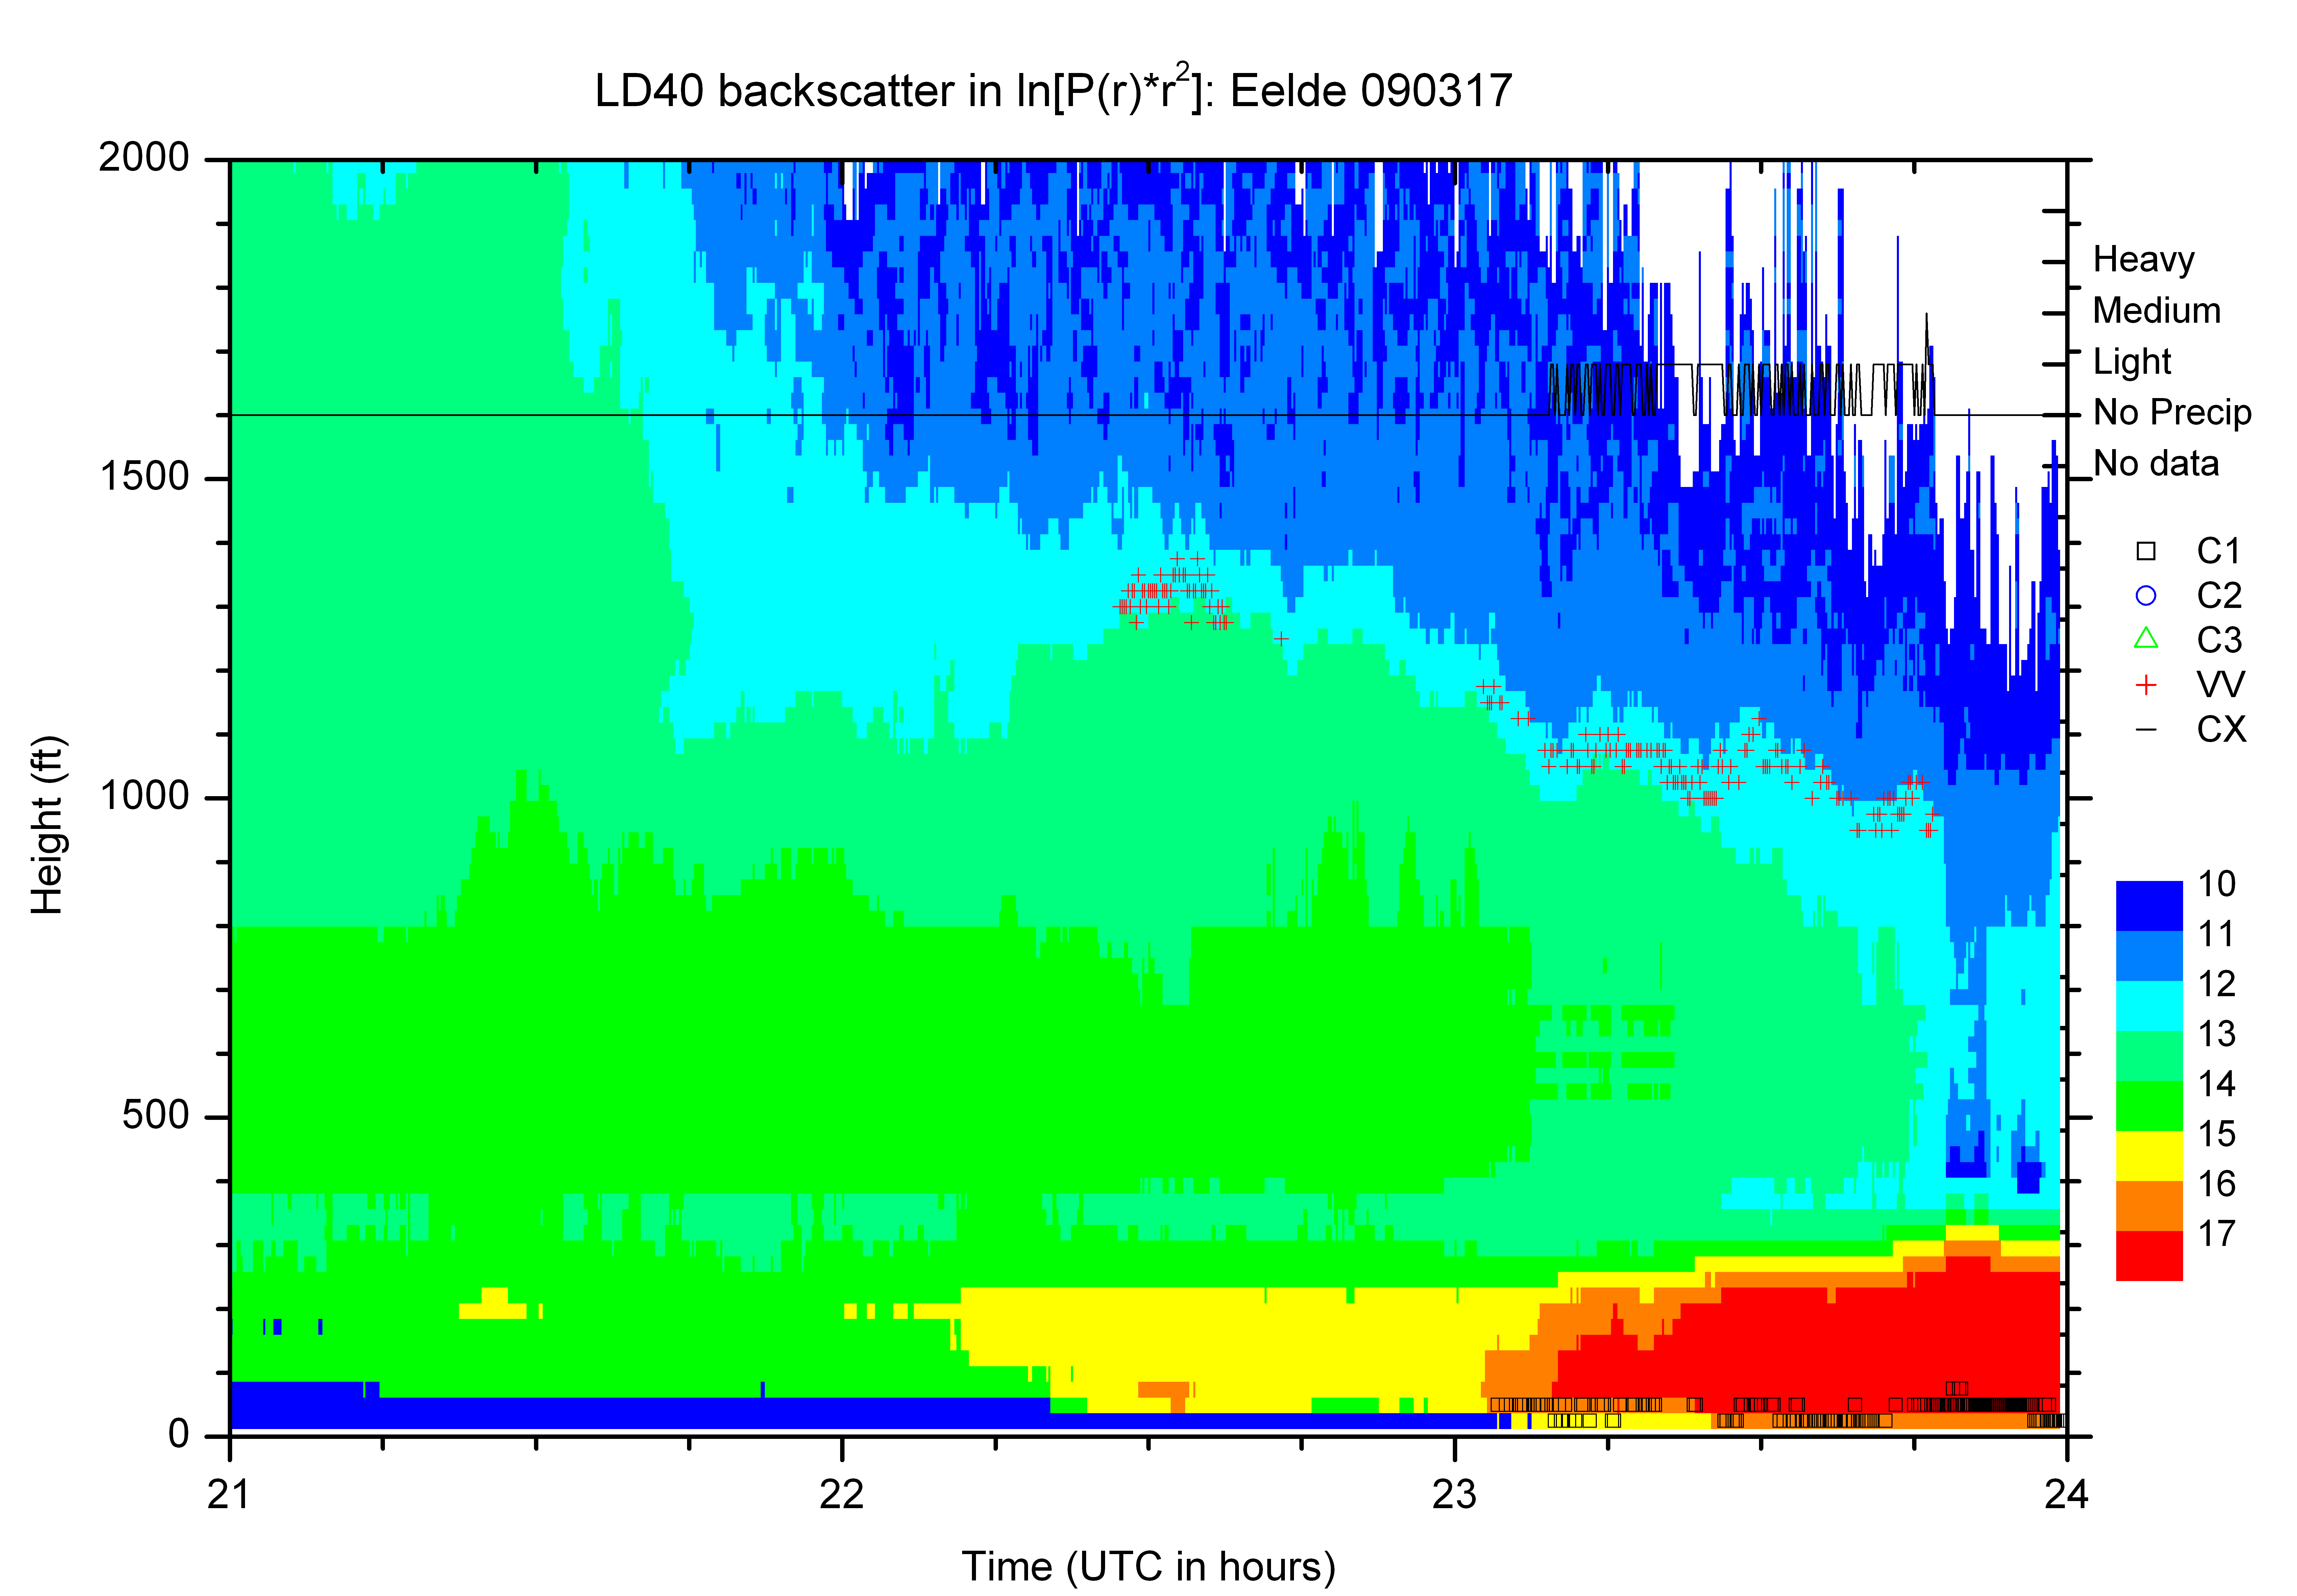 LD40 backscatter in ln[P(r)*r²]: Eelde 090317
2000
1500
1000
500
0
Height (ft)
21
22
23
24
Time (UTC in hours)
Heavy
Medium
Light
No Precip
No data
C1
C2
C3
VV
CX
10
11
12
13
14
15
16
17